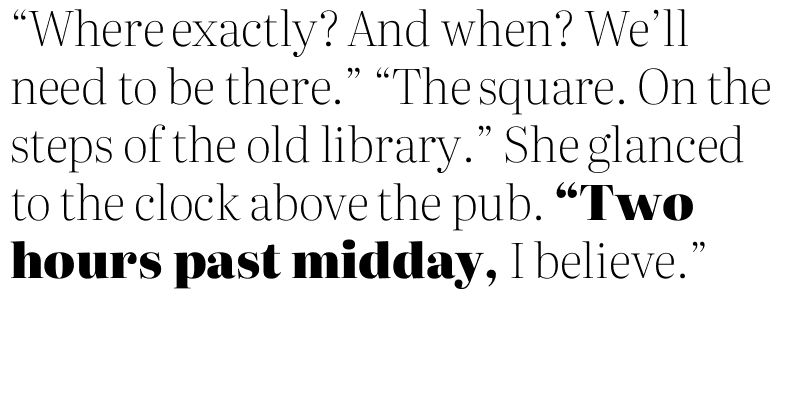 “Where exactly? And when? We’ll
need to be there.” “The square. On the
steps of the old library.” She glanced
to the clock above the pub. “Two
hours past midday, I believe.”